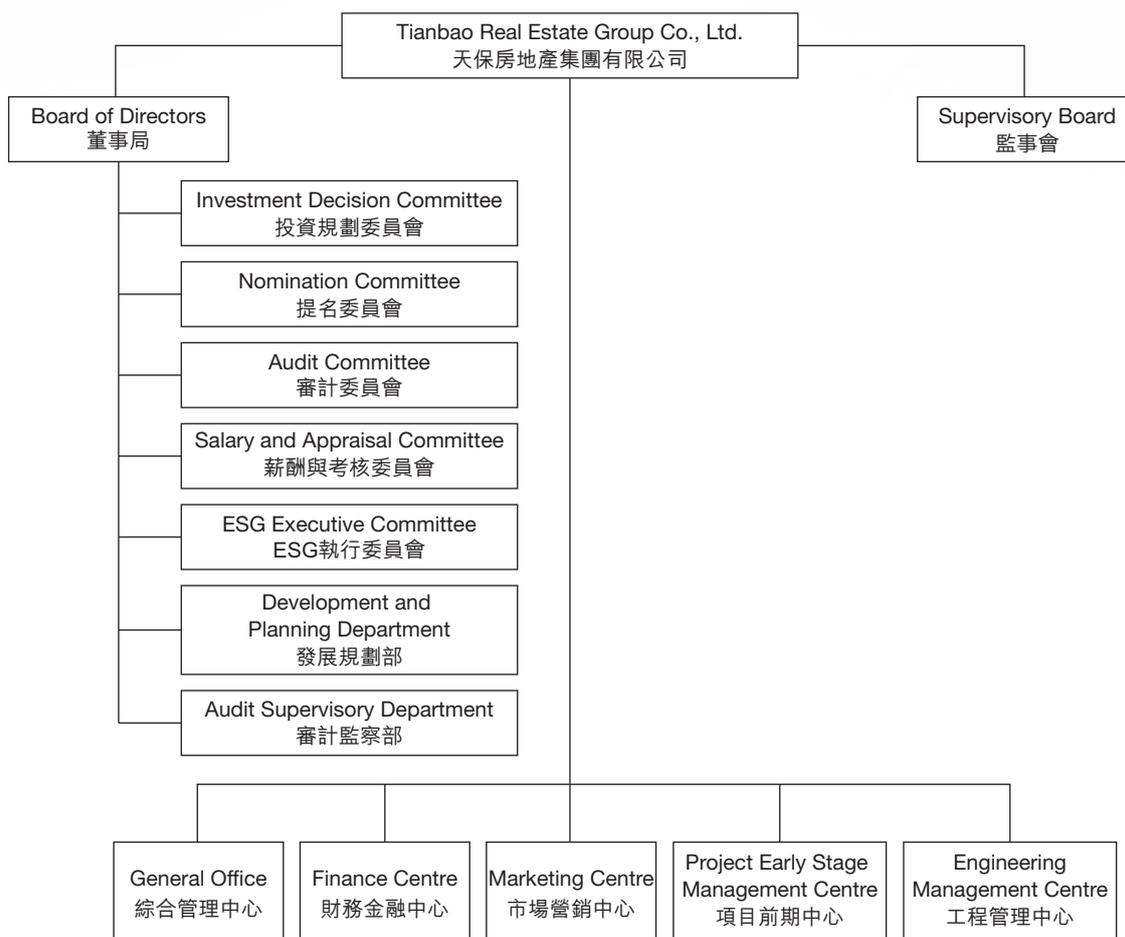 Tianbao Real Estate Group Co., Ltd.
天保房地產集團有限公司
Board of Directors
董事局
Supervisory Board
監事會
Investment Decision Committee
投資規劃委員會
Nomination Committee
提名委員會
Audit Committee
審計委員會
Salary and Appraisal Committee
薪酬與考核委員會
ESG Executive Committee
ESG執行委員會
Development and
Planning Department
發展規劃部
Audit Supervisory Department
審計監察部
General Office
綜合管理中心
Finance Centre
財務金融中心
Marketing Centre
市場營銷中心
Project Early Stage
Management Centre
項目前期中心
Engineering
Management Centre
工程管理中心